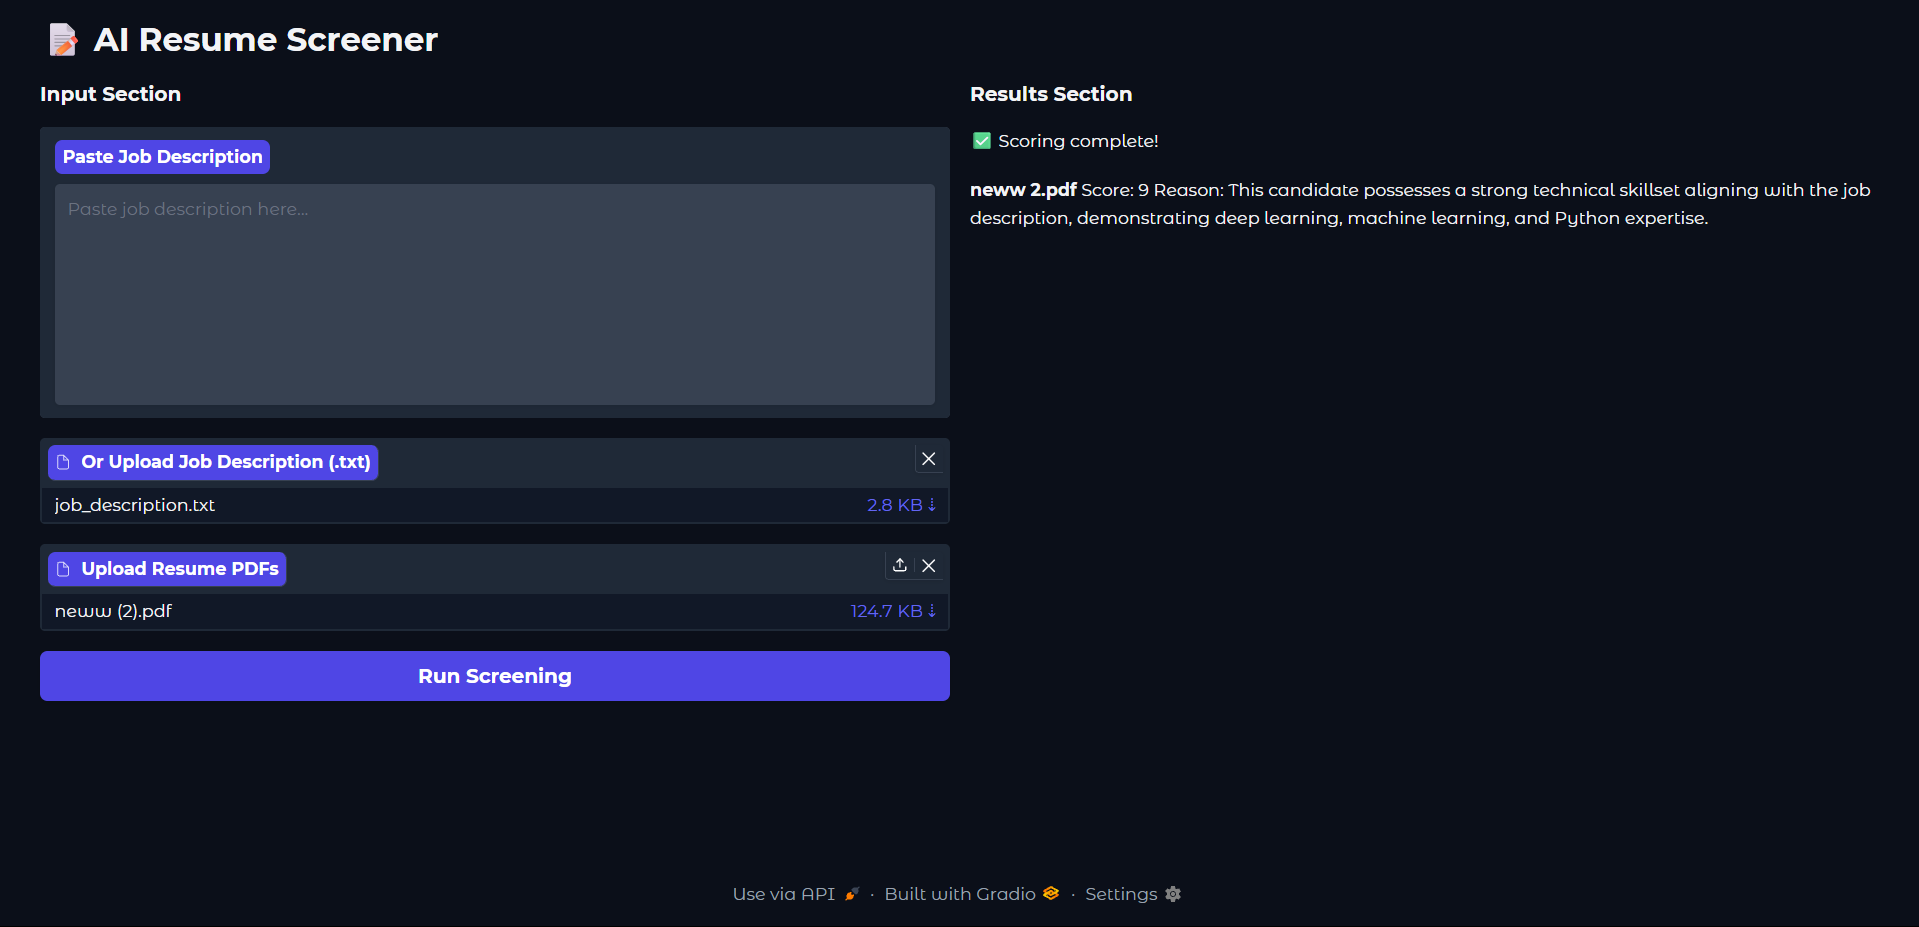 AI Resume Screener
Input Section
Paste Job Description
Paste job description here...
Or Upload Job Description (.txt)
job_description.txt
2.8 KB ⇣
Upload Resume PDFs
neww (2).pdf
124.7 KB ⇣
Run Screening
Results Section
✅ Scoring complete!
neww 2.pdf Score: 9 Reason: This candidate possesses a strong technical skillset aligning with the job
description, demonstrating deep learning, machine learning, and Python expertise.
Use via API · Built with Gradio · Settings